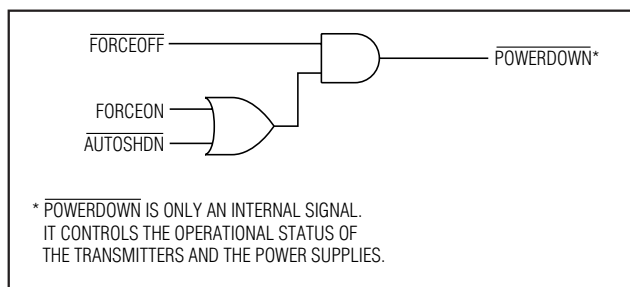 FORCEOFF
POWERDOWN*
FORCEON
AUTOSHDN
* POWERDOWN IS ONLY AN INTERNAL SIGNAL.
IT CONTROLS THE OPERATIONAL STATUS OF
THE TRANSMITTERS AND THE POWER SUPPLIES.